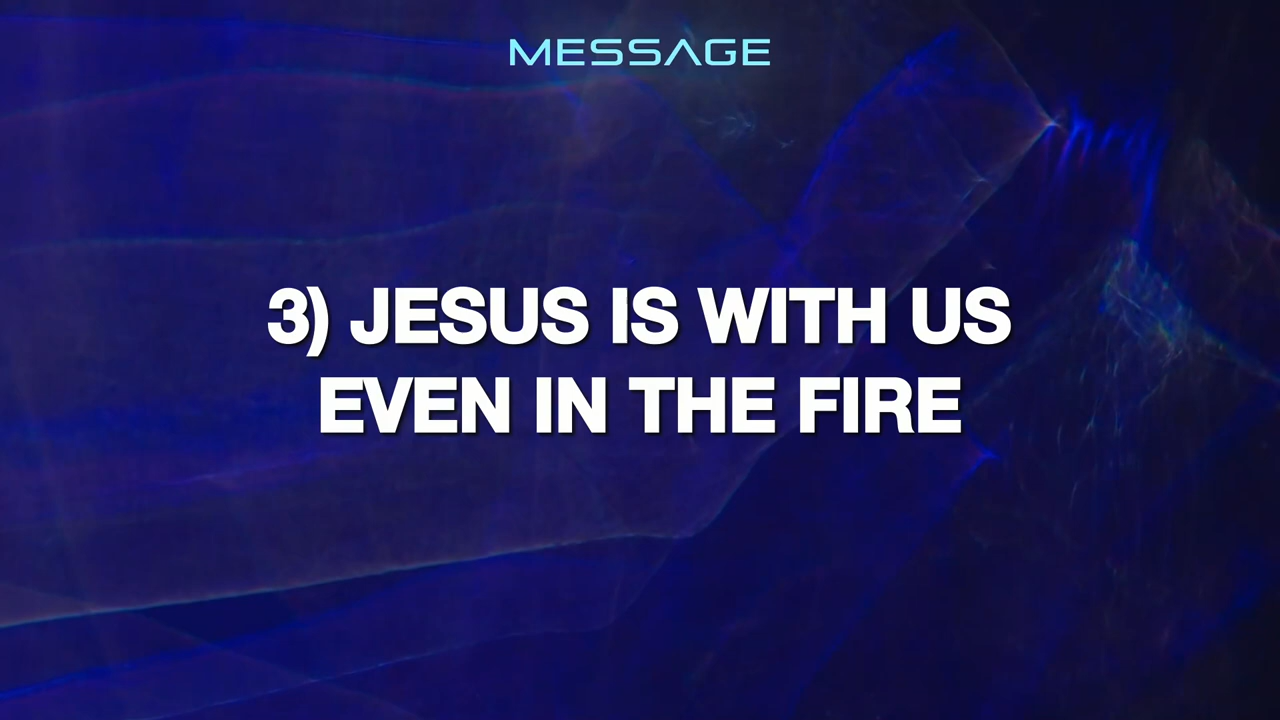 MESSAGE
3) JESUS IS WITH US
EVEN IN THE FIRE